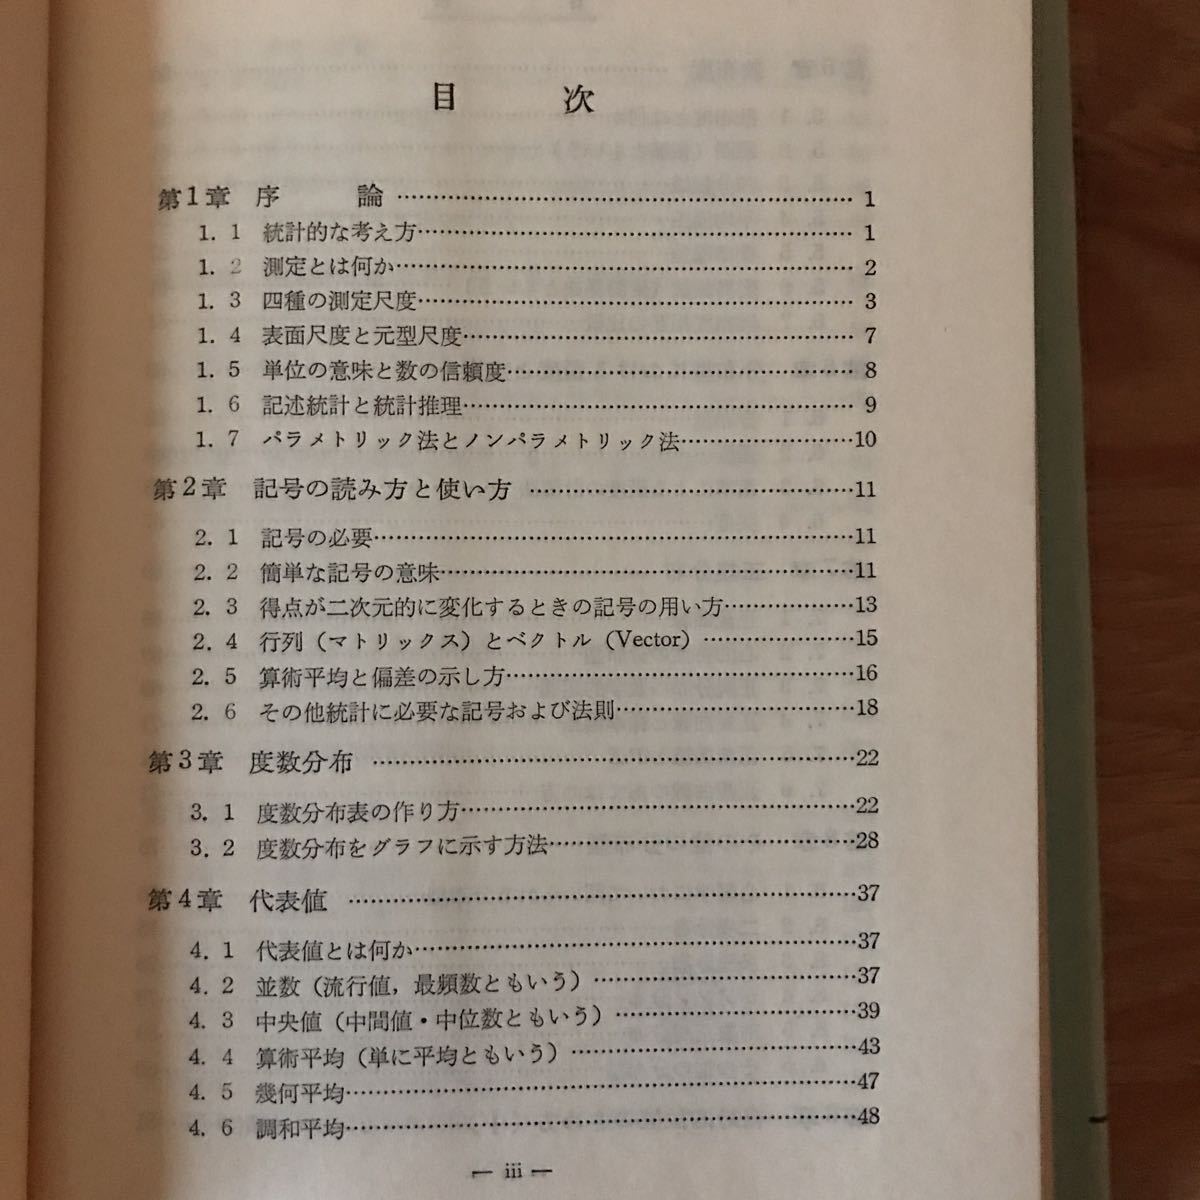 目　次
第1章　序　論 …… 1
1. 1　統計的な考え方 …… 1
1. 2　測定とは何か …… 2
1. 3　四種の測定尺度 …… 3
1. 4　表面尺度と元型尺度 …… 7
1. 5　単位の意味と数の信頼度 …… 8
1. 6　記述統計と統計推理 …… 9
1. 7　パラメトリック法とノンパラメトリック法 …… 10
第2章　記号の読み方と使い方 …… 11
2. 1　記号の必要 …… 11
2. 2　簡単な記号の意味 …… 11
2. 3　得点が二次元的に変化するときの記号の用い方 …… 13
2. 4　行列（マトリックス）とベクトル（Vector） …… 15
2. 5　算術平均と偏差の示し方 …… 16
2. 6　その他統計に必要な記号および法則 …… 18
第3章　度数分布 …… 22
3. 1　度数分布表の作り方 …… 22
3. 2　度数分布をグラフに示す方法 …… 28
第4章　代表値 …… 37
4. 1　代表値とは何か …… 37
4. 2　並数（流行値，最頻数ともいう） …… 37
4. 3　中央値（中間値・中位数ともいう） …… 39
4. 4　算術平均（単に平均ともいう） …… 43
4. 5　幾何平均 …… 47
4. 6　調和平均 …… 48
— iii —